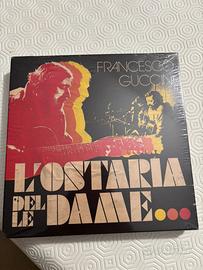 FRANCESCO
GUCCINI
L'OSTARIA
DEL
LE
DAME...